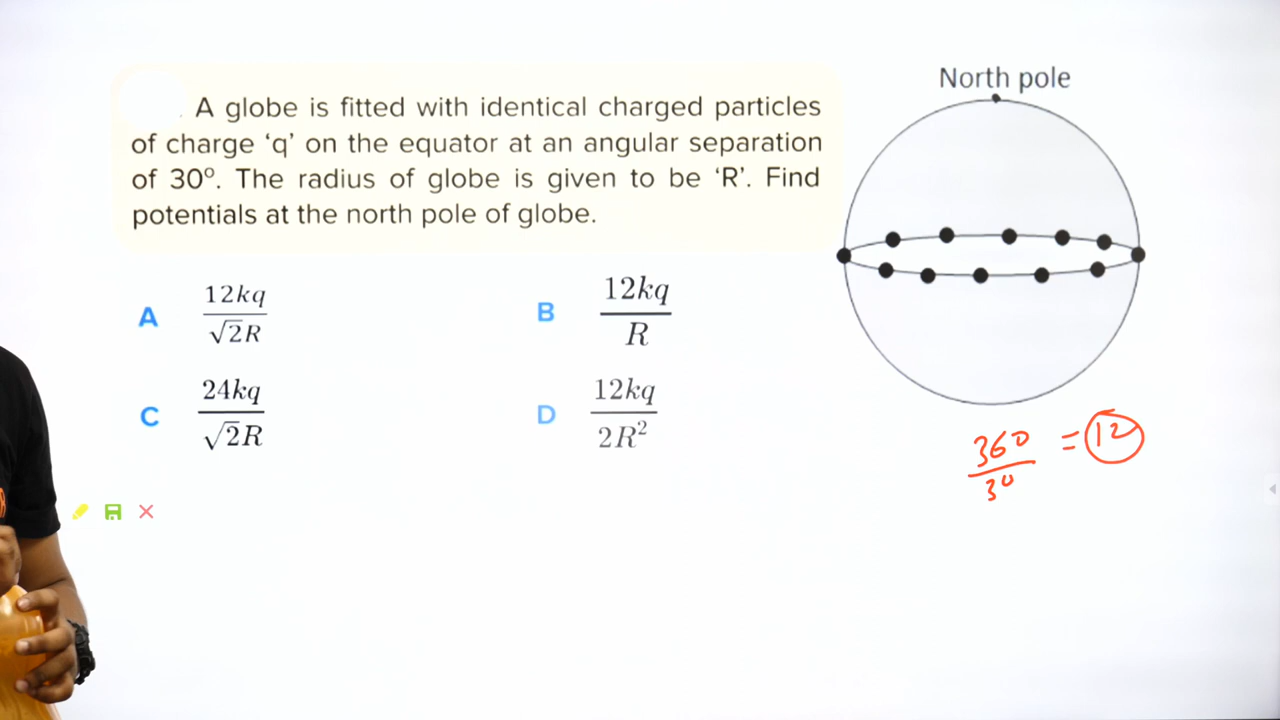 A globe is fitted with identical charged particles
of charge ‘q’ on the equator at an angular separation
of 30º. The radius of globe is given to be ‘R’. Find
potentials at the north pole of globe.
North pole
A 12kq/√2R
B 12kq/R
C 24kq/√2R
D 12kq/2R²
360/30 = 12